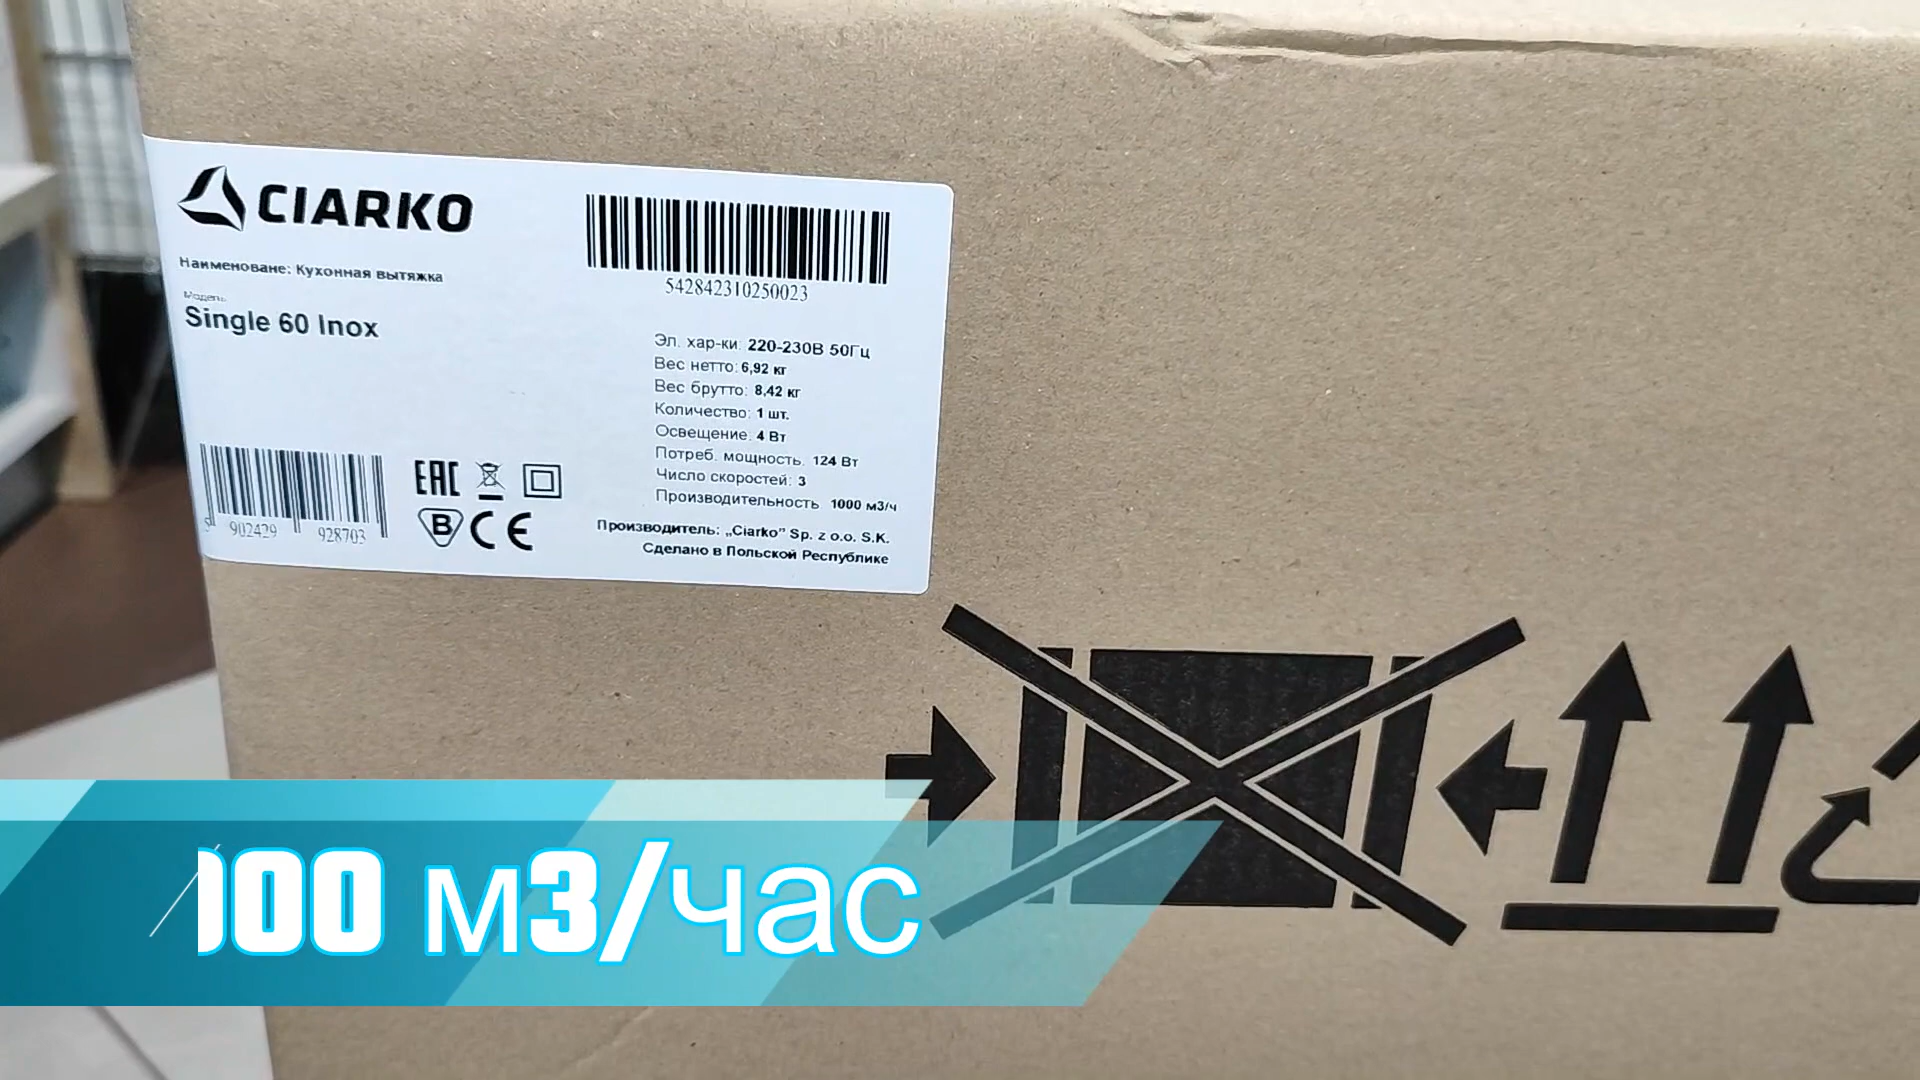 CIARKO
Наименоване: Кухонная вытяжка
Модель:
Single 60 Inox
542842310250023
Эл. хар-ки: 220-230В 50Гц
Вес нетто: 6,92 кг
Вес брутто: 8,42 кг
Количество: 1 шт.
Освещение: 4 Вт
Потреб. мощность: 124 Вт
Число скоростей: 3
Производительность 1000 м3/ч
5 902429 928703
EAC
B CE
Производитель: „Ciarko” Sp. z o.o. S.K.
Сделано в Польской Республике
00 м3/час